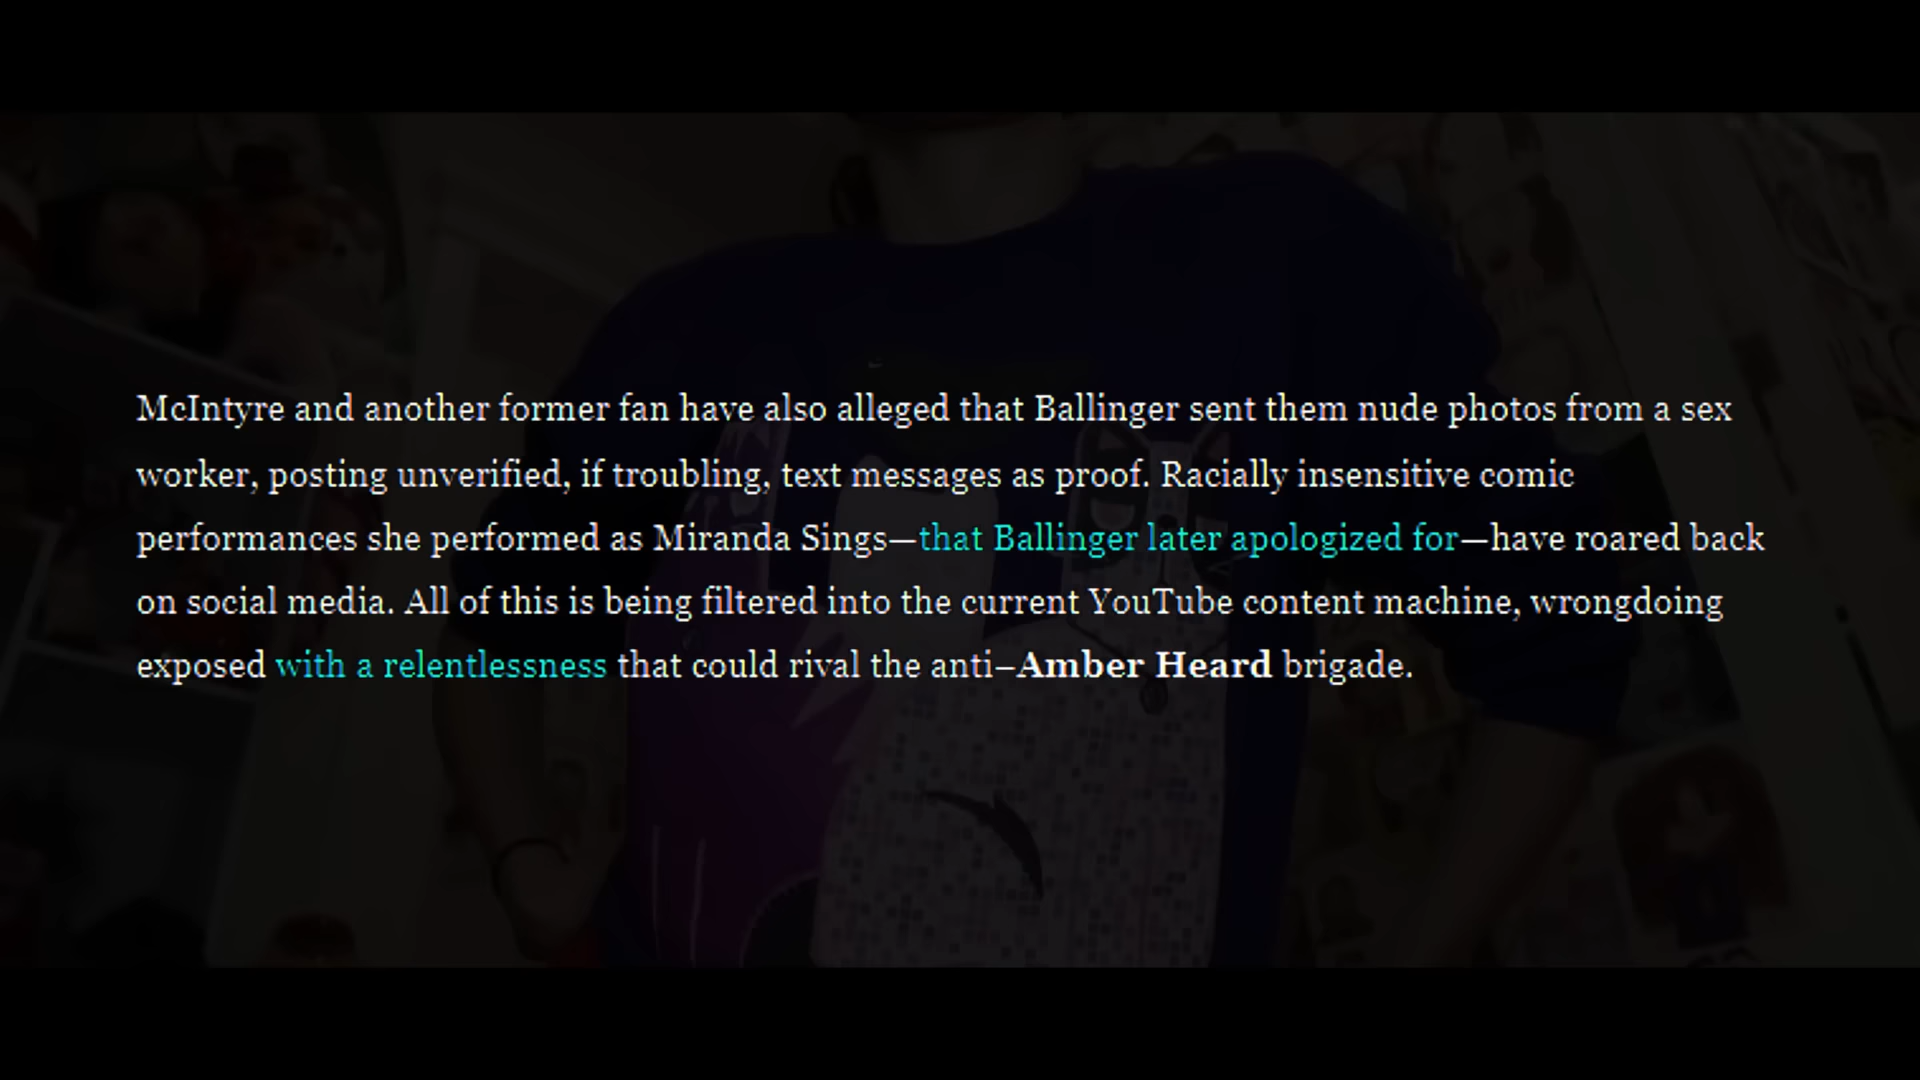 McIntyre and another former fan have also alleged that Ballinger sent them nude photos from a sex
worker, posting unverified, if troubling, text messages as proof. Racially insensitive comic
performances she performed as Miranda Sings—that Ballinger later apologized for—have roared back
on social media. All of this is being filtered into the current YouTube content machine, wrongdoing
exposed with a relentlessness that could rival the anti–Amber Heard brigade.